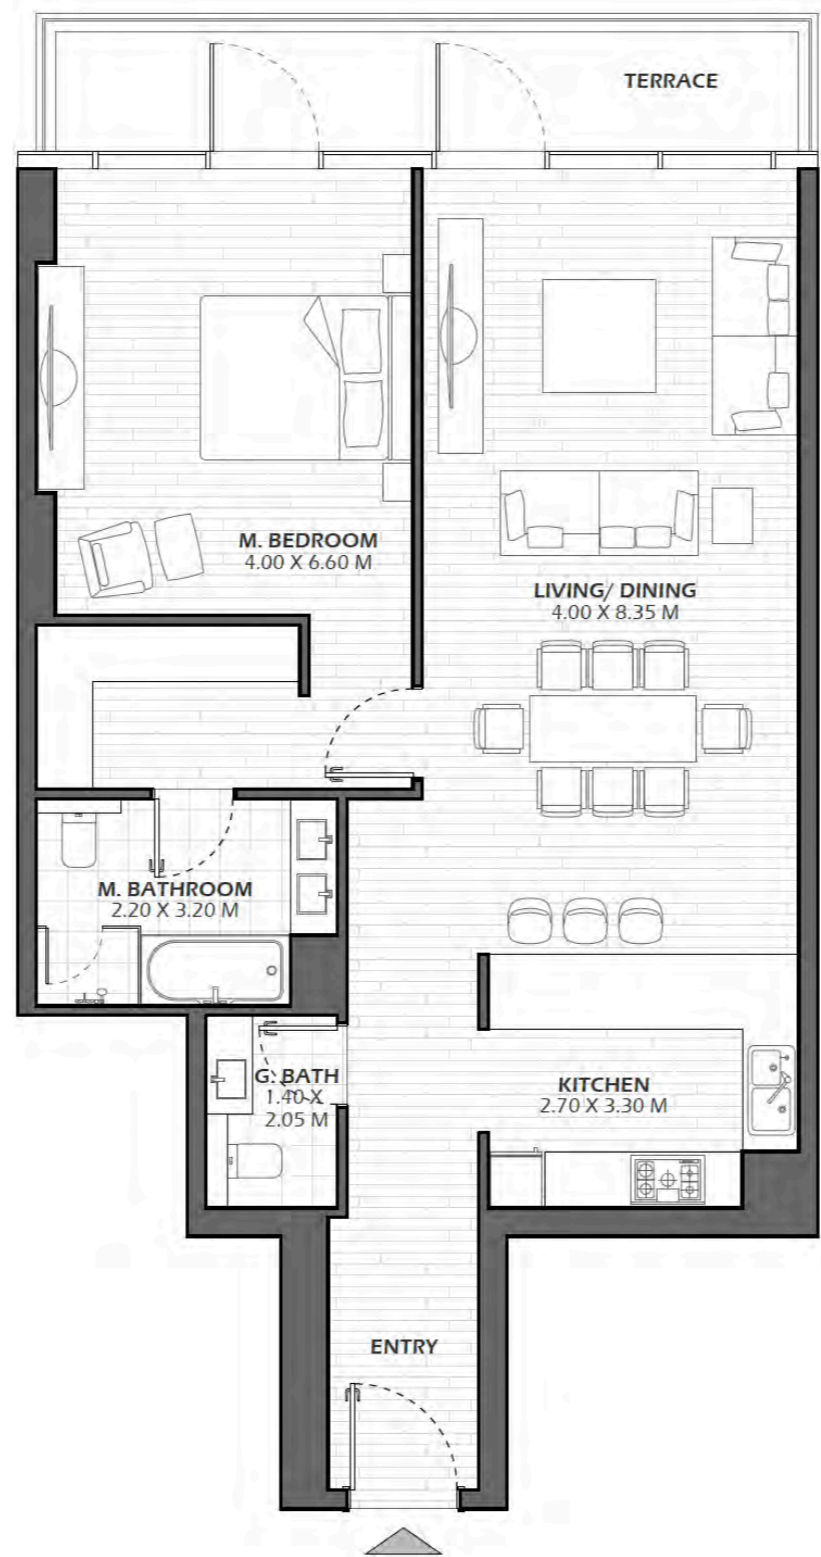 TERRACE
M. BEDROOM
4.00 X 6.60 M
LIVING/ DINING
4.00 X 8.35 M
M. BATHROOM
2.20 X 3.20 M
G. BATH
1.40 X
2.05 M
KITCHEN
2.70 X 3.30 M
ENTRY